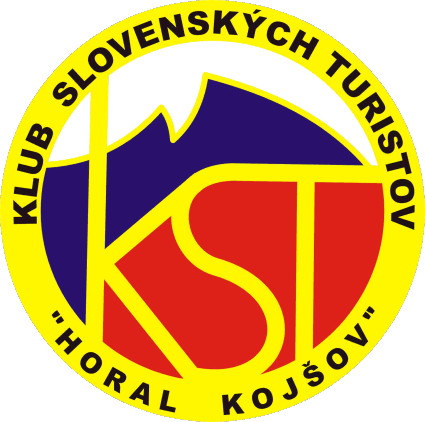 KLUB SLOVENSKÝCH TURISTOV
KST
"HORAL KOJŠOV"